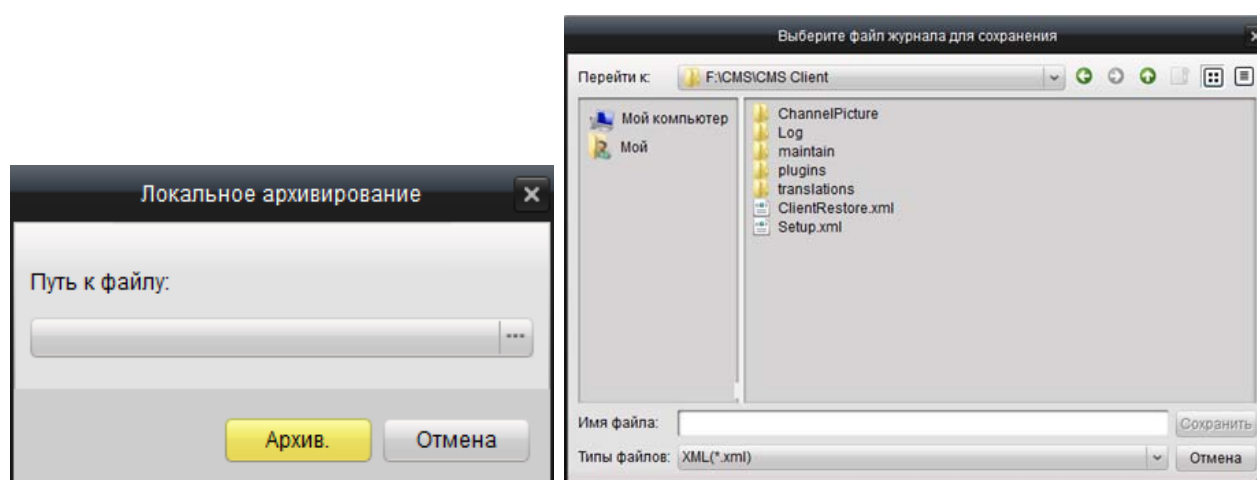 Локальное архивирование
Путь к файлу:
Архив.
Отмена
Выберите файл журнала для сохранения
Перейти к:
F:\CMS\CMS Client
Мой компьютер
Мой
ChannelPicture
Log
maintain
plugins
translations
ClientRestore.xml
Setup.xml
Имя файла:
Сохранить
Типы файлов:
XML(*.xml)
Отмена